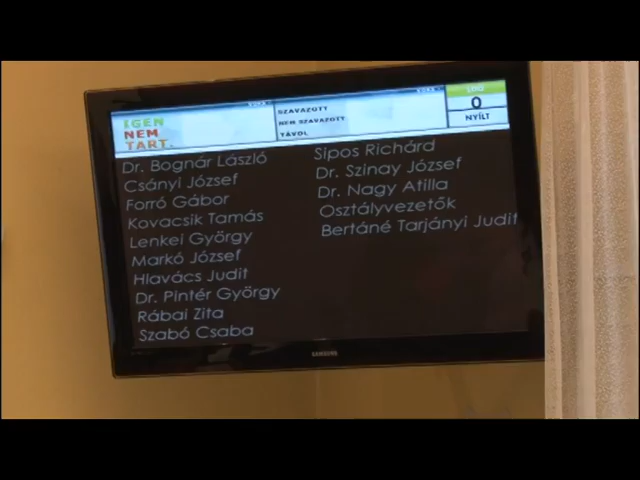 IGEN
NEM
TART.
SZAVAZOTT
NEM SZAVAZOTT
TÁVOL
IDŐ
0
NYÍLT
Dr. Bognár László
Csányi József
Forró Gábor
Kovacsik Tamás
Lenkei György
Markó József
Hlavács Judit
Dr. Pintér György
Rábai Zita
Szabó Csaba
Sipos Richárd
Dr. Szinay József
Dr. Nagy Atilla
Osztályvezetők
Bertáné Tarjányi Judit
SAMSUNG